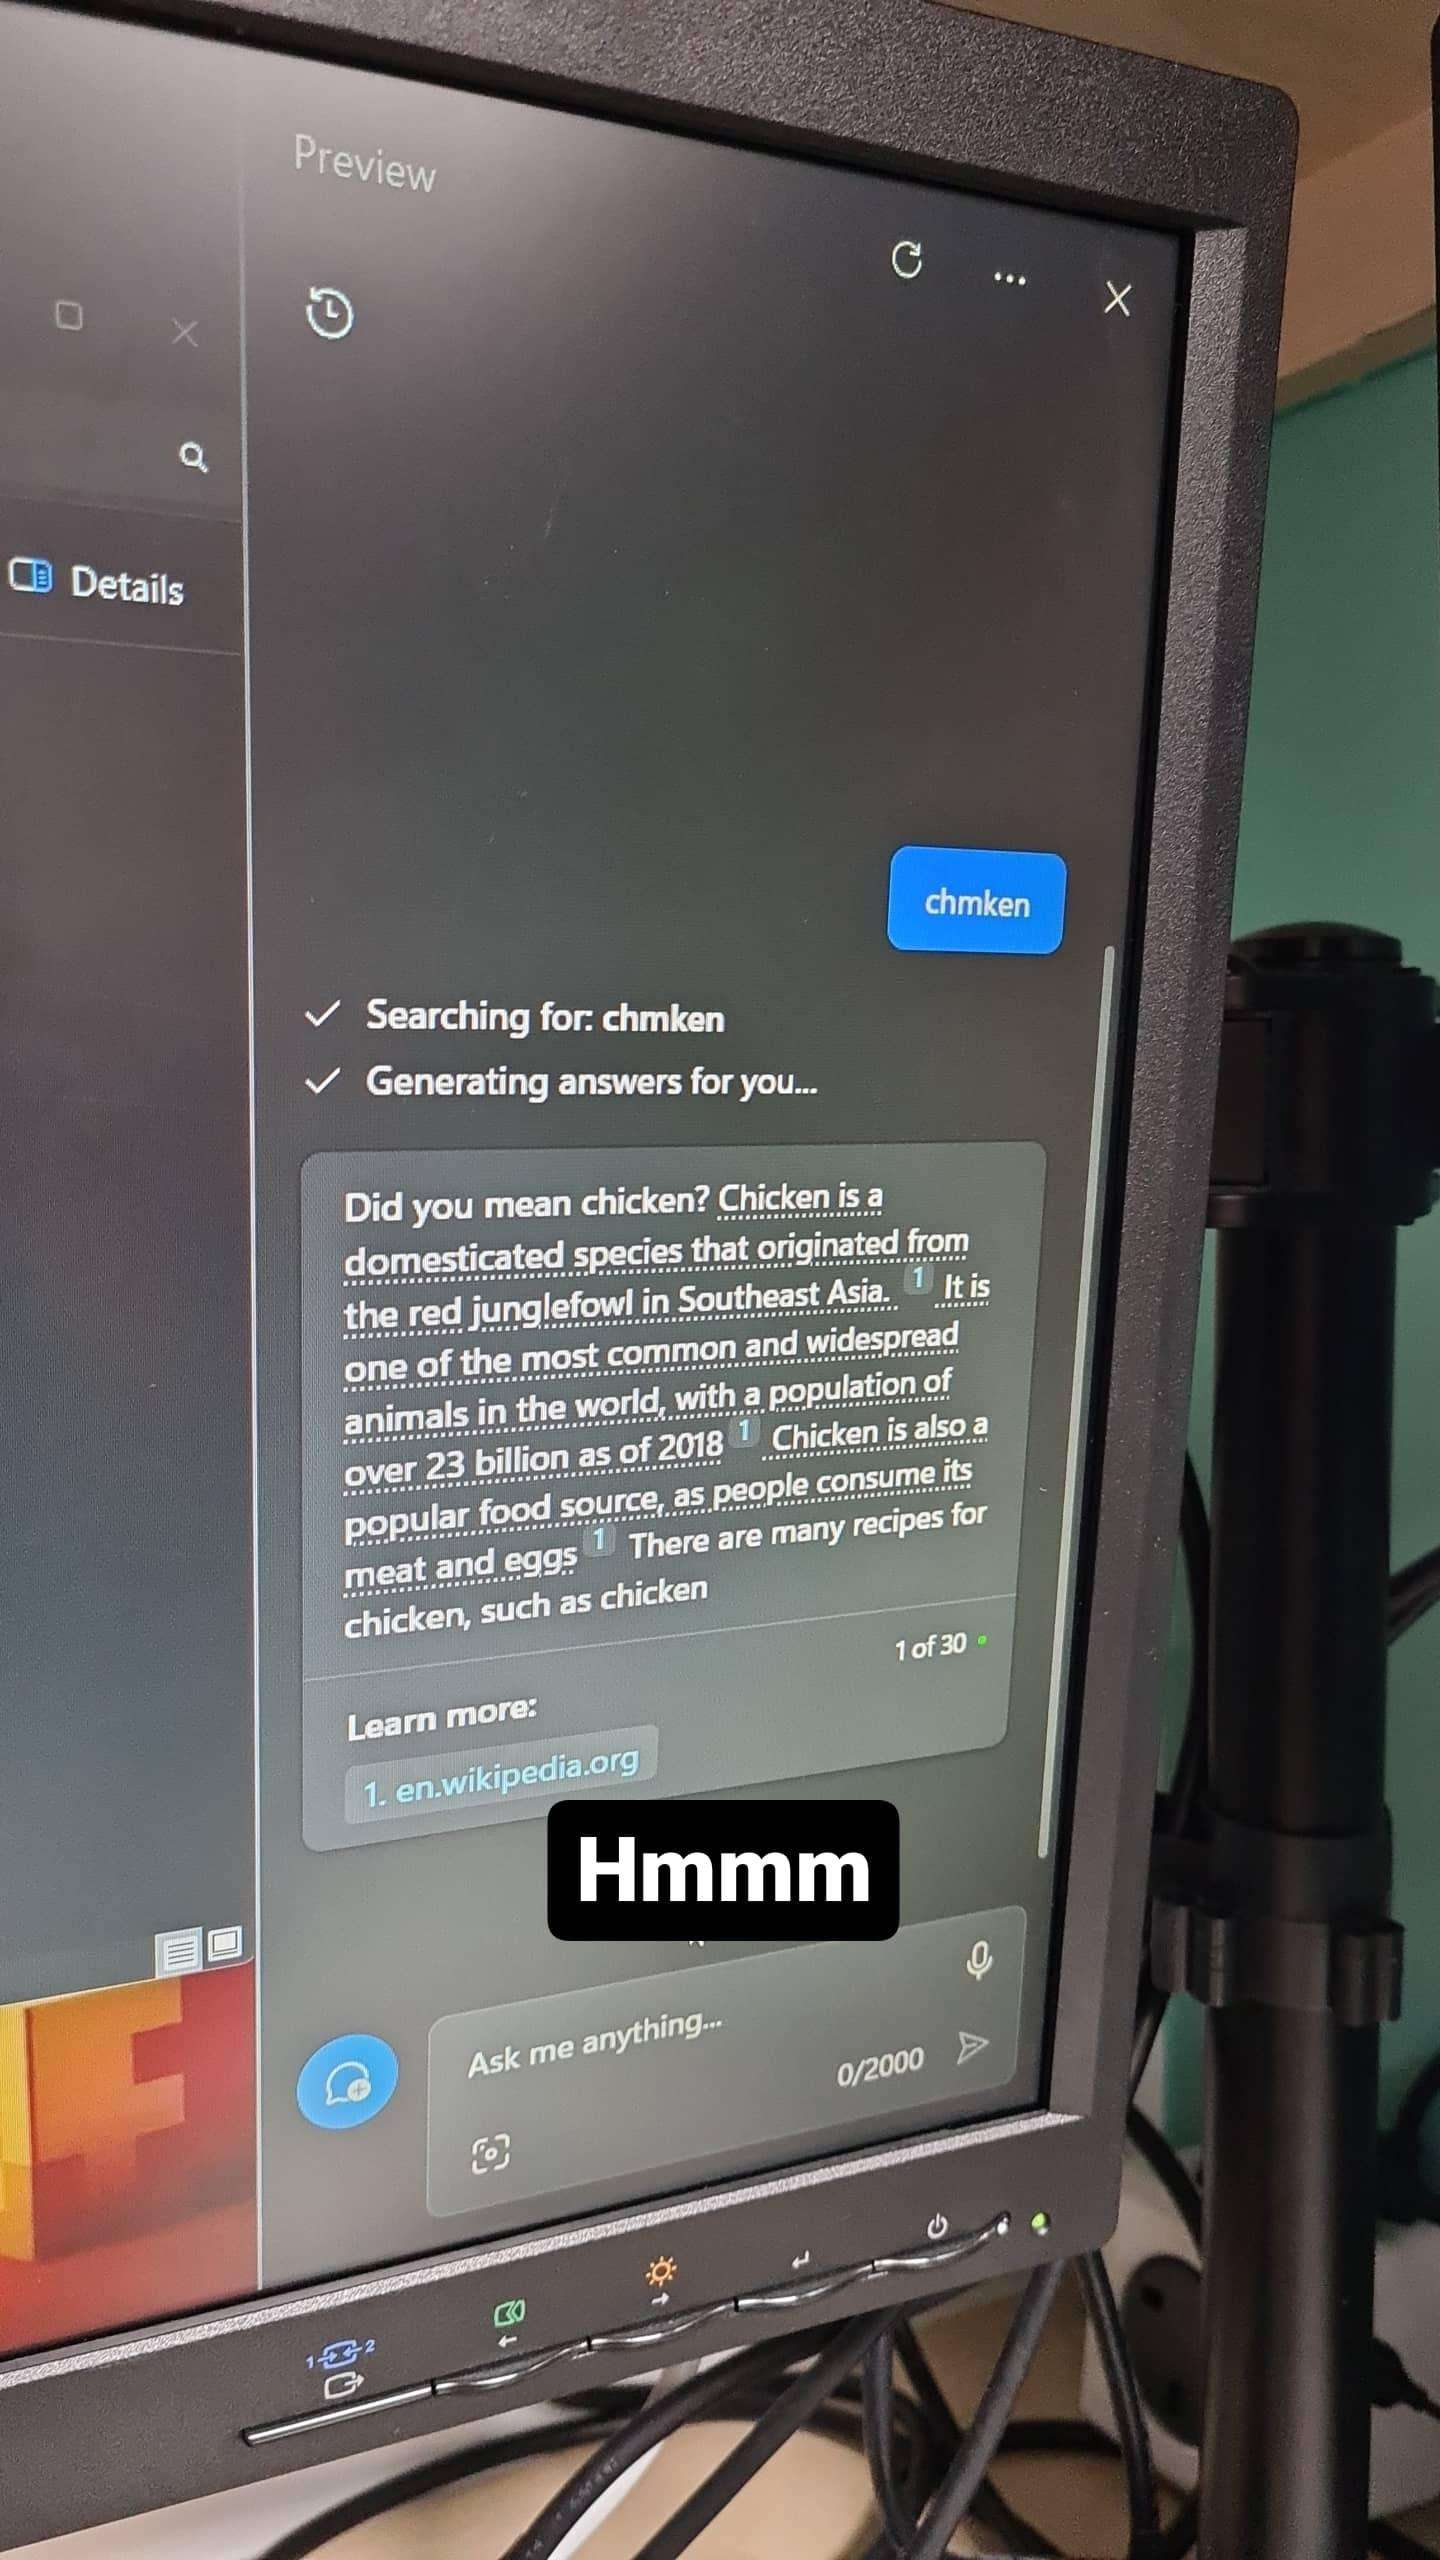 Preview
Details
chmken
Searching for: chmken
Generating answers for you...
Did you mean chicken? Chicken is a
domesticated species that originated from
the red junglefowl in Southeast Asia. 1 It is
one of the most common and widespread
animals in the world, with a population of
over 23 billion as of 2018 1 Chicken is also a
popular food source, as people consume its
meat and eggs 1 There are many recipes for
chicken, such as chicken
1 of 30
Learn more:
1. en.wikipedia.org
Hmmm
Ask me anything...
0/2000
1 2